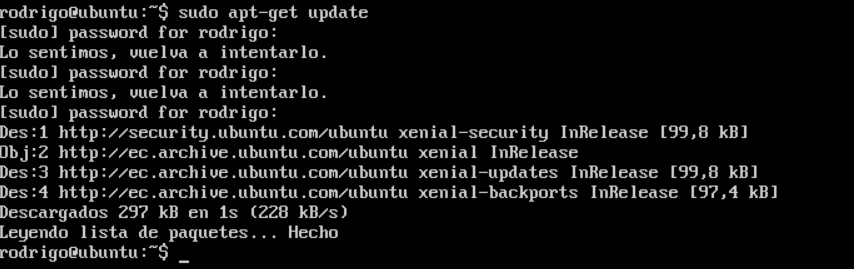 rodrigo@ubuntu:~$ sudo apt-get update
[sudo] password for rodrigo:
Lo sentimos, vuelva a intentarlo.
[sudo] password for rodrigo:
Lo sentimos, vuelva a intentarlo.
[sudo] password for rodrigo:
Des:1 http://security.ubuntu.com/ubuntu xenial-security InRelease [99,8 kB]
Obj:2 http://ec.archive.ubuntu.com/ubuntu xenial InRelease
Des:3 http://ec.archive.ubuntu.com/ubuntu xenial-updates InRelease [99,8 kB]
Des:4 http://ec.archive.ubuntu.com/ubuntu xenial-backports InRelease [97,4 kB]
Descargados 297 kB en 1s (228 kB/s)
Leyendo lista de paquetes... Hecho
rodrigo@ubuntu:~$ _